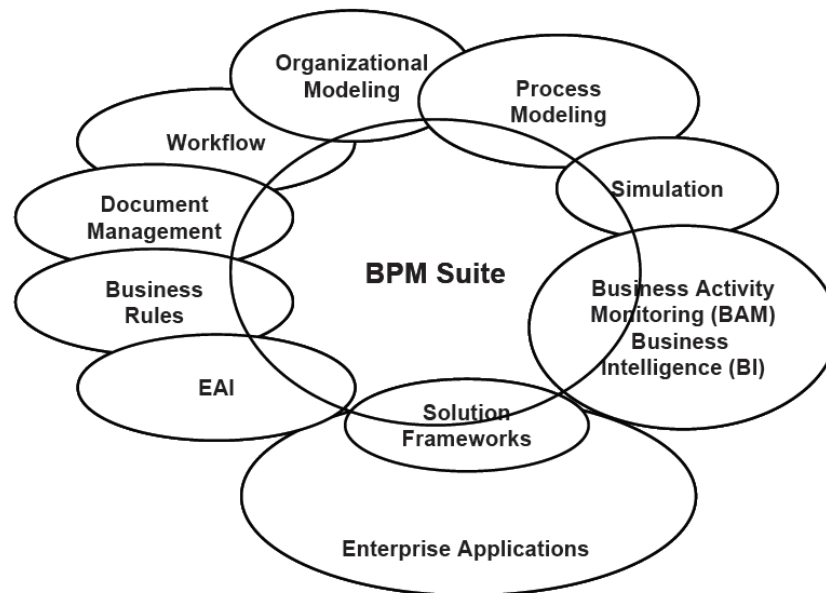 Organizational
Modeling
Process
Modeling
Workflow
Simulation
Document
Management
BPM Suite
Business
Rules
Business Activity
Monitoring (BAM)
Business
Intelligence (BI)
EAI
Solution
Frameworks
Enterprise Applications